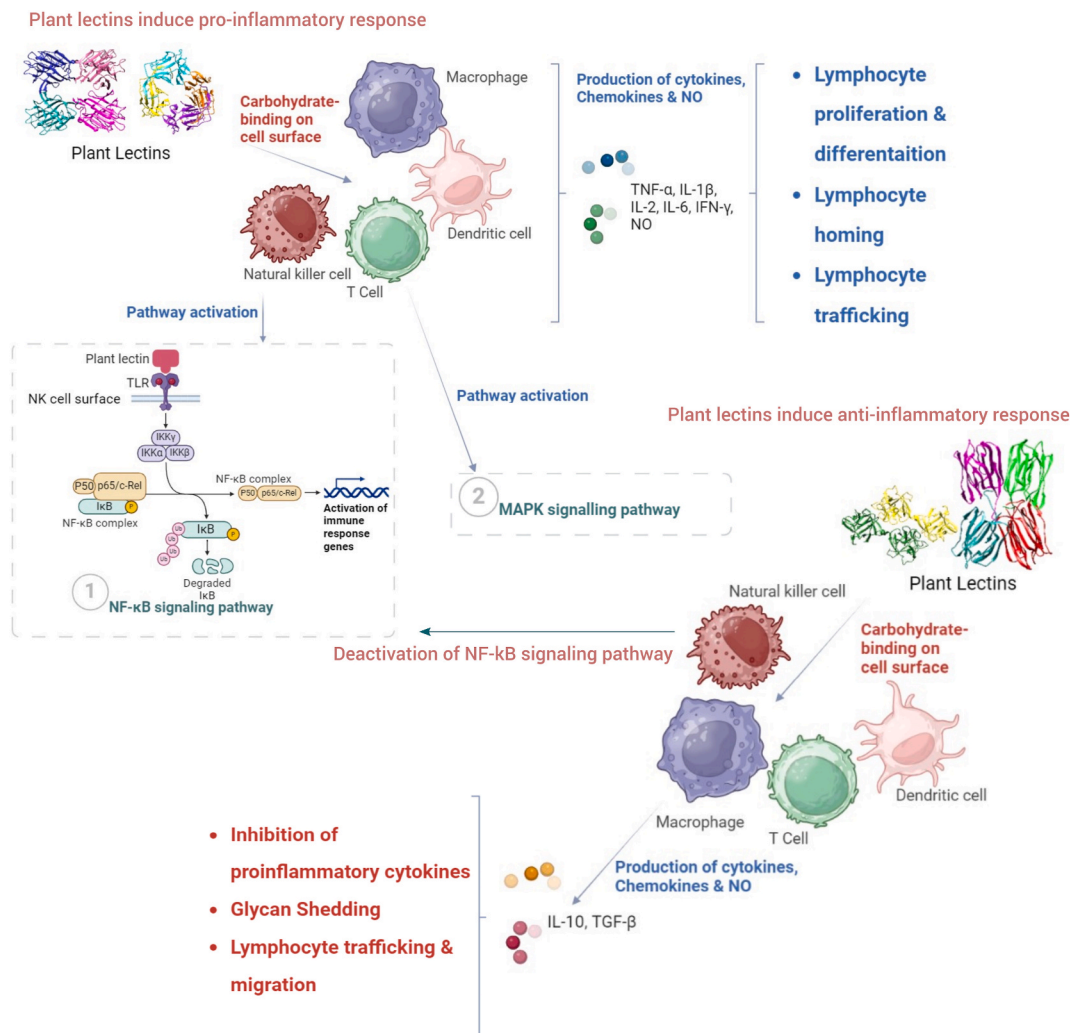 Plant lectins induce pro-inflammatory response
Plant Lectins
Carbohydrate-
binding on
cell surface
Macrophage
Dendritic cell
Natural killer cell
T Cell
Production of cytokines,
Chemokines & NO
TNF-α, IL-1β,
IL-2, IL-6, IFN-γ,
NO
• Lymphocyte
proliferation &
differentaition
• Lymphocyte
homing
• Lymphocyte
trafficking
Pathway activation
Plant lectin
TLR
NK cell surface
IKKγ
IKKα
IKKβ
P50
p65/c-Rel
IκB
P
NF-κB complex
NF-κB complex
P50
p65/c-Rel
Activation of
immune
response
genes
Ub
Ub
Ub
IκB
P
Degraded
IκB
1
NF-κB signaling pathway
Pathway activation
2
MAPK signalling pathway
Plant lectins induce anti-inflammatory response
Plant Lectins
Natural killer cell
Carbohydrate-
binding on
cell surface
Deactivation of NF-kB signaling pathway
Macrophage
T Cell
Dendritic cell
Production of cytokines,
Chemokines & NO
IL-10, TGF-β
• Inhibition of
proinflammatory cytokines
• Glycan Shedding
• Lymphocyte trafficking &
migration